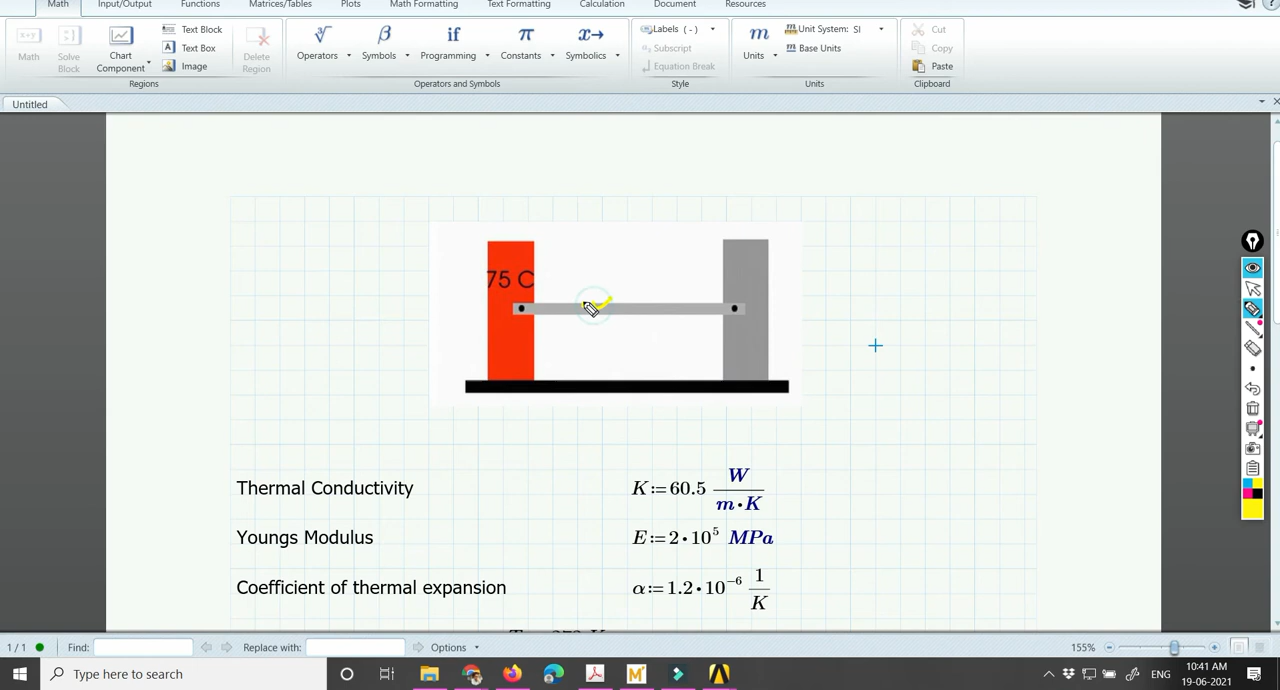 Math Input/Output Functions Matrices/Tables Plots Math Formatting Text Formatting Calculation Document Resources
Math
Solve Block
Chart Component
Text Block
Text Box
Image
Delete Region
Regions
Operators
Symbols
Programming
Constants
Symbolics
Operators and Symbols
Labels ( - )
Subscript
Equation Break
Style
Units
Unit System: SI
Base Units
Units
Cut
Copy
Paste
Clipboard
Untitled
75 C
Thermal Conductivity K:=60.5 W/m•K
Youngs Modulus E:=2•10⁵ MPa
Coefficient of thermal expansion α:=1.2•10⁻⁶ 1/K
1 / 1 Find: Replace with: Options 155%
Type here to search
ENG
10:41 AM
19-06-2021